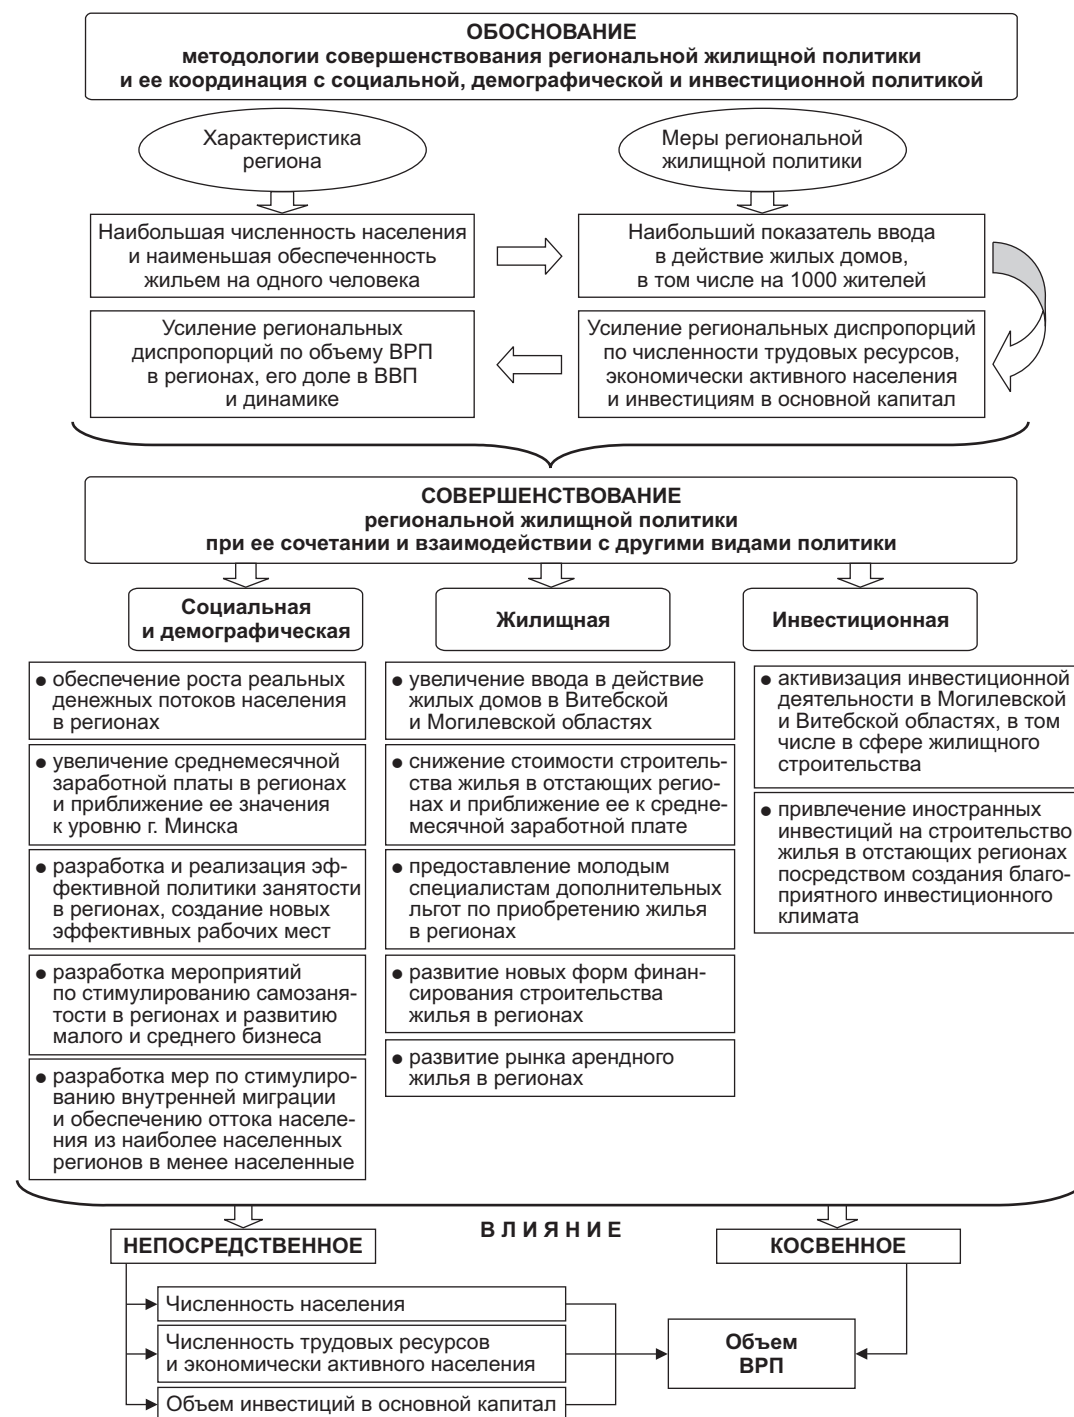 ОБОСНОВАНИЕ
методологии совершенствования региональной жилищной политики
и ее координация с социальной, демографической и инвестиционной политикой
Характеристика
региона
Меры региональной
жилищной политики
Наибольшая численность населения
и наименьшая обеспеченность
жильем на одного человека
Наибольший показатель ввода
в действие жилых домов,
в том числе на 1000 жителей
Усиление региональных
диспропорций по объему ВРП
в регионах, его доле в ВВП
и динамике
Усиление региональных диспропорций
по численности трудовых ресурсов,
экономически активного населения
и инвестициям в основной капитал
СОВЕРШЕНСТВОВАНИЕ
региональной жилищной политики
при ее сочетании и взаимодействии с другими видами политики
Социальная
и демографическая
Жилищная
Инвестиционная
● обеспечение роста реальных
денежных потоков населения
в регионах
● увеличение среднемесячной
заработной платы в регионах
и приближение ее значения
к уровню г. Минска
● разработка и реализация эф-
фективной политики занятости
в регионах, создание новых
эффективных рабочих мест
● разработка мероприятий
по стимулированию самозаня-
тости в регионах и развитию
малого и среднего бизнеса
● разработка мер по стимулиро-
ванию внутренней миграции
и обеспечению оттока населе-
ния из наиболее населенных
регионов в менее населенные
● увеличение ввода в действие
жилых домов в Витебской
и Могилевской областях
● снижение стоимости строитель-
ства жилья в отстающих регио-
нах и приближение ее к средне-
месячной заработной плате
● предоставление молодым
специалистам дополнительных
льгот по приобретению жилья
в регионах
● развитие новых форм финан-
сирования строительства
жилья в регионах
● развитие рынка арендного
жилья в регионах
● активизация инвестиционной
деятельности в Могилевской
и Витебской областях, в том
числе в сфере жилищного
строительства
● привлечение иностранных
инвестиций на строительство
жилья в отстающих регионах
посредством создания благо-
приятного инвестиционного
климата
ВЛИЯНИЕ
НЕПОСРЕДСТВЕННОЕ
КОСВЕННОЕ
Численность населения
Численность трудовых ресурсов
и экономически активного населения
Объем инвестиций в основной капитал
Объем
ВРП